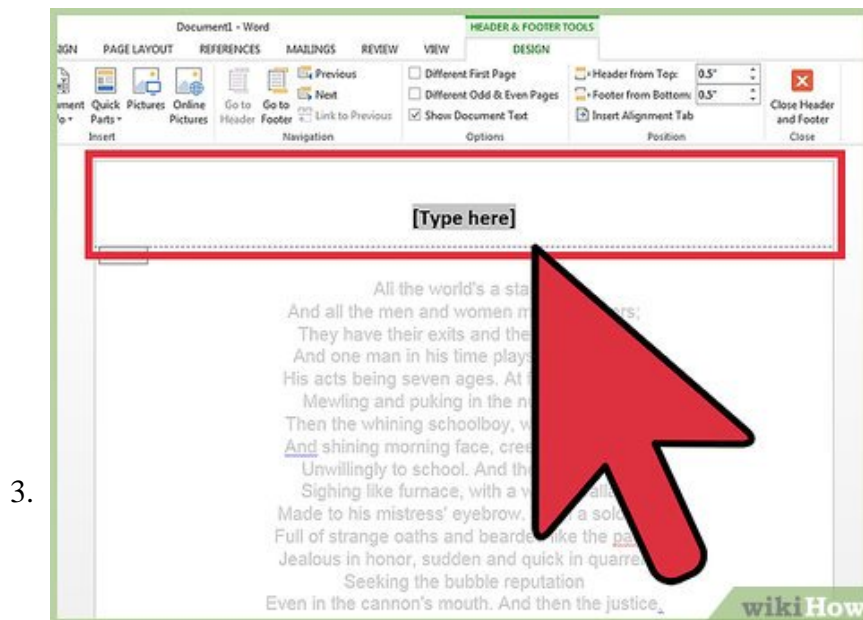 Document1 - Word
HEADER & FOOTER TOOLS
PAGE LAYOUT REFERENCES MAILINGS REVIEW VIEW DESIGN
Previous
Different First Page
Header from Top: 0.5"
Next
Different Odd & Even Pages
Footer from Bottom: 0.5"
Quick Parts Pictures Online Pictures Go to Header Go to Footer
Link to Previous
Show Document Text
Insert Alignment Tab
Close Header and Footer
Insert Navigation Options Position Close
[Type here]
All the world's a
And all the men and women
They have their exits and
And one man in his time plays
His acts being seven ages. At
Mewling and puking in the
Then the whining schoolboy,
And shining morning face,
Unwillingly to school. And
Sighing like furnace, with a
Made to his mistress' eyebrow. a
Full of strange oaths and like the
Jealous in honor, sudden and quick in
Seeking the bubble reputation
Even in the cannon's mouth. And then the justice,
3.
wikiHow